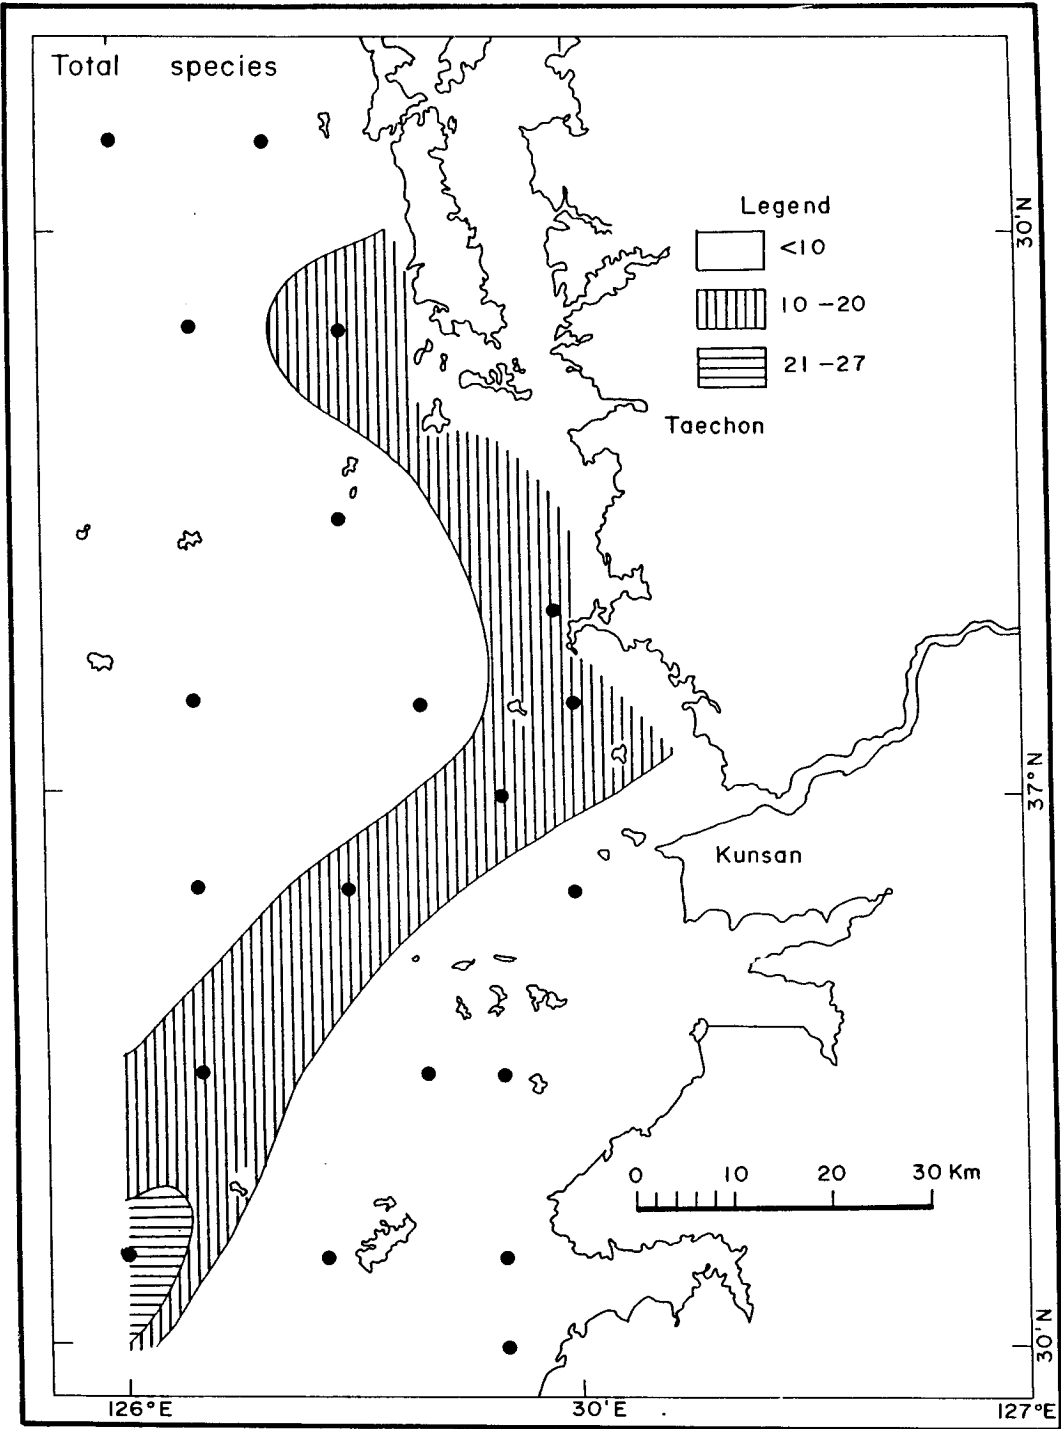 Total species
Legend
<10
10 -20
21 -27
Taechon
Kunsan
0 10 20 30 Km
30'N
37°N
30'N
126°E 30'E 127°E